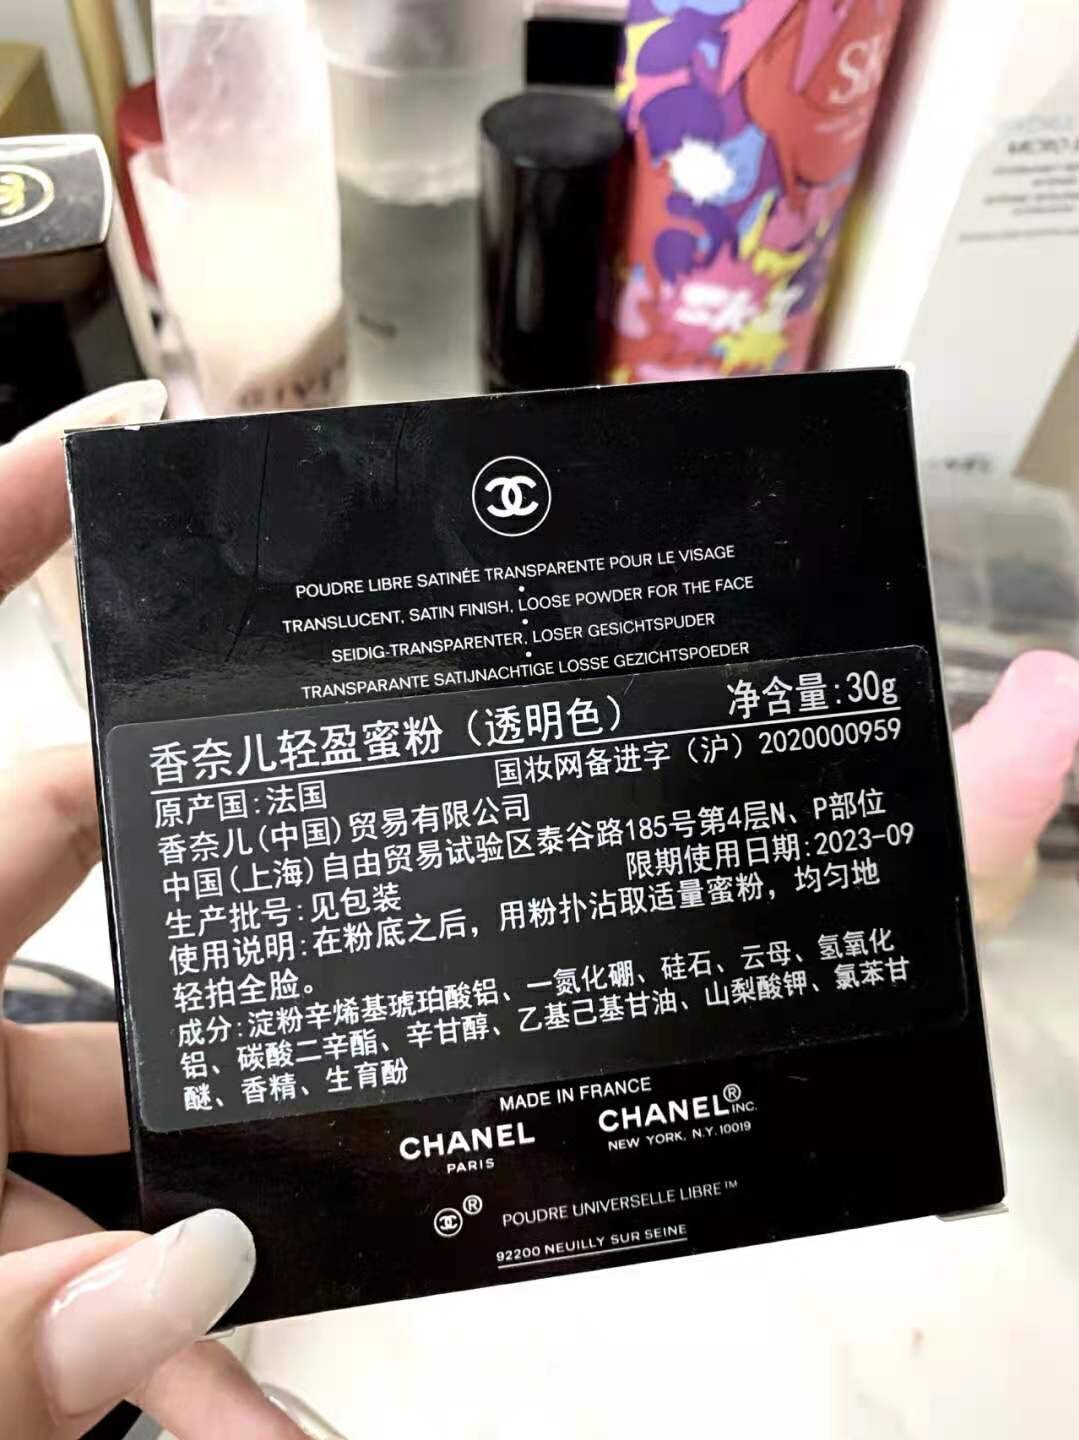 SK
POUDRE LIBRE SATINÉE TRANSPARENTE POUR LE VISAGE
TRANSLUCENT, SATIN FINISH, LOOSE POWDER FOR THE FACE
SEIDIG-TRANSPARENTER, LOSER GESICHTSPUDER
TRANSPARANTE SATIJNACHTIGE LOSSE GEZICHTSPOEDER
香奈儿轻盈蜜粉（透明色） 净含量:30g
原产国:法国 国妆网备进字（沪）2020000959
香奈儿(中国)贸易有限公司
中国(上海)自由贸易试验区泰谷路185号第4层N、P部位
生产批号:见包装 限期使用日期:2023-09
使用说明:在粉底之后，用粉扑沾取适量蜜粉，均匀地
轻拍全脸。
成分:淀粉辛烯基琥珀酸铝、一氮化硼、硅石、云母、氢氧化
铝、碳酸二辛酯、辛甘醇、乙基己基甘油、山梨酸钾、氯苯甘
醚、香精、生育酚
MADE IN FRANCE
CHANEL CHANEL® INC.
PARIS NEW YORK, N.Y. 10019
® POUDRE UNIVERSELLE LIBRE™
92200 NEUILLY SUR SEINE